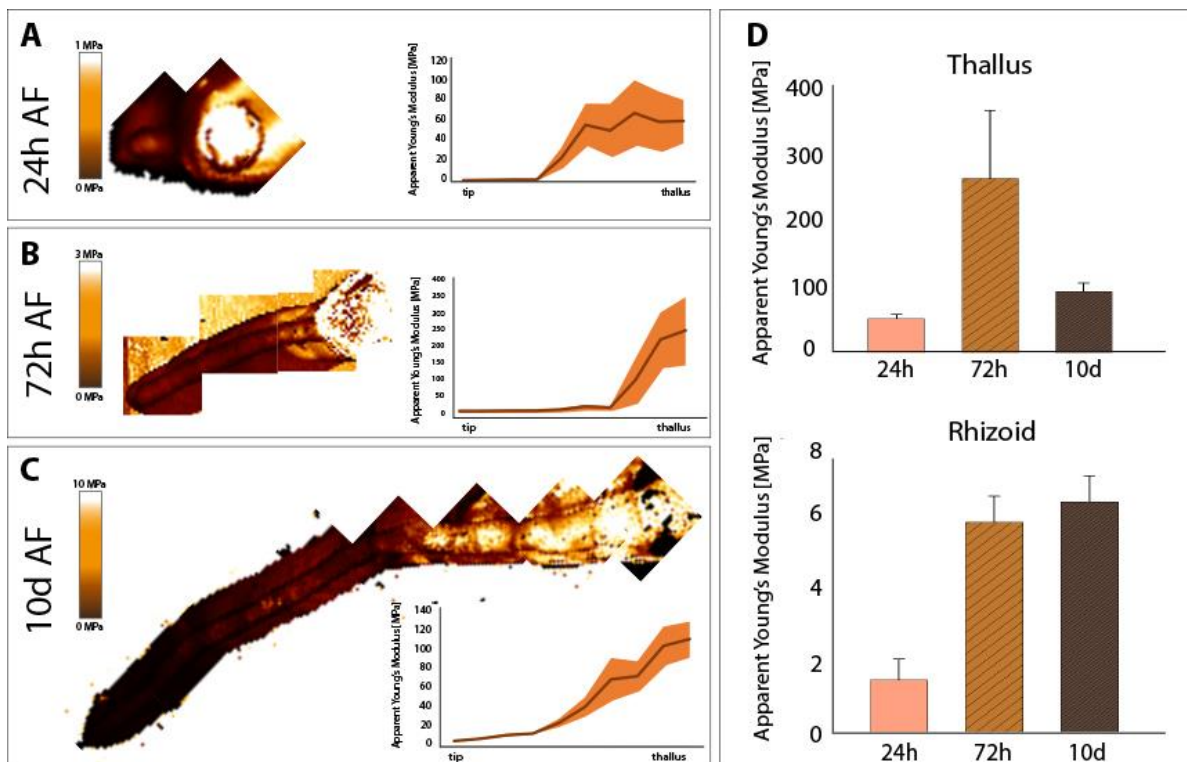 A
24h AF
1 MPa
0 MPa
Apparent Young's Modulus [MPa]
120
100
80
60
40
20
0
tip
thallus
B
72h AF
3 MPa
0 MPa
Apparent Young's Modulus [MPa]
400
350
300
250
200
150
100
50
0
tip
thallus
C
10d AF
10 MPa
0 MPa
Apparent Young's Modulus [MPa]
140
120
100
80
60
40
20
0
tip
thallus
D
Thallus
Apparent Young's Modulus [MPa]
400
300
200
100
0
24h 72h 10d
Rhizoid
Apparent Young's Modulus [MPa]
8
6
4
2
0
24h 72h 10d